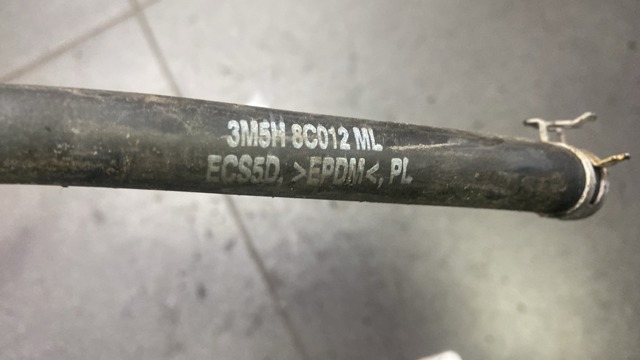 3M5H 8C012 ML
ECS5D, >EPDM<, PL